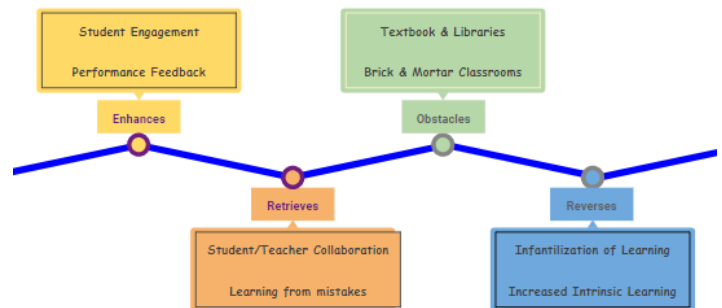 Student Engagement
Performance Feedback
Enhances
Retrieves
Student/Teacher Collaboration
Learning from mistakes
Textbook & Libraries
Brick & Mortar Classrooms
Obstacles
Reverses
Infantilization of Learning
Increased Intrinsic Learning